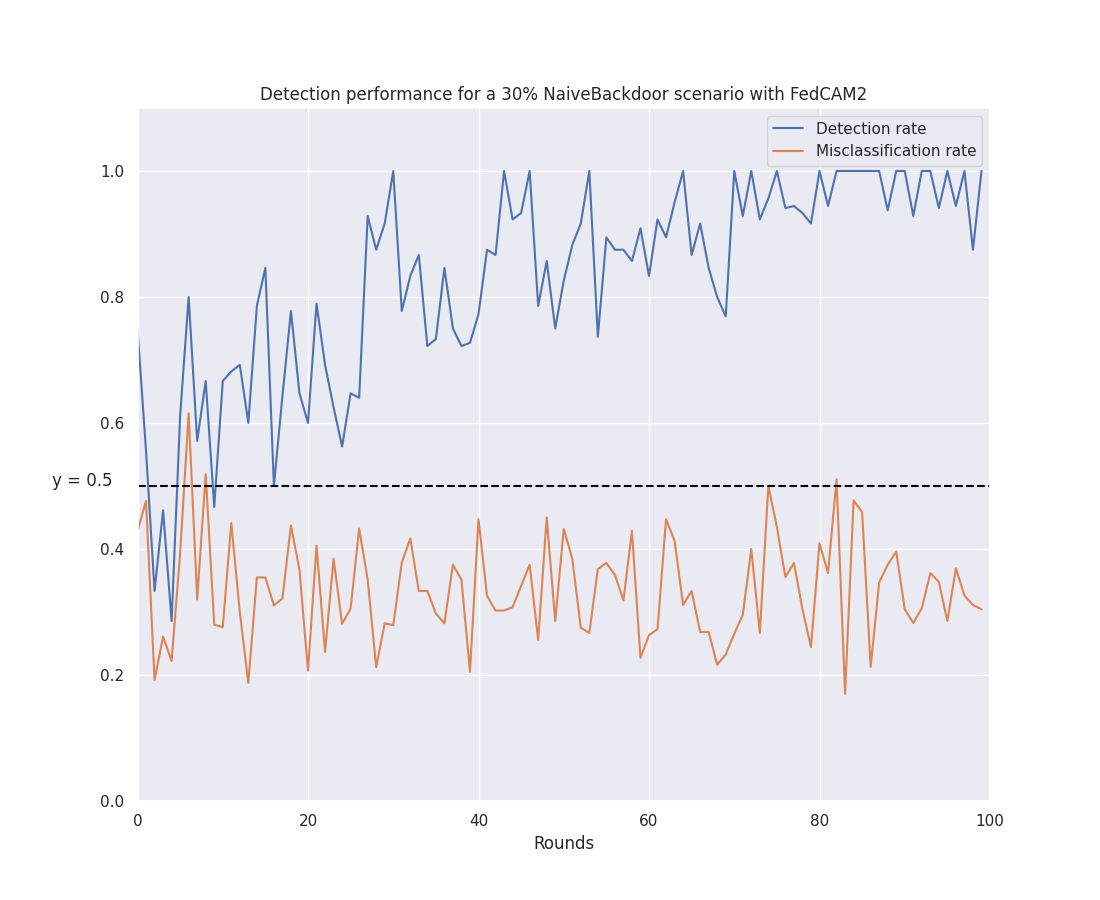 Detection performance for a 30% NaiveBackdoor scenario with FedCAM2
Detection rate
Misclassification rate
1.0
0.8
0.6
y = 0.5
0.4
0.2
0.0
0 20 40 60 80 100
Rounds